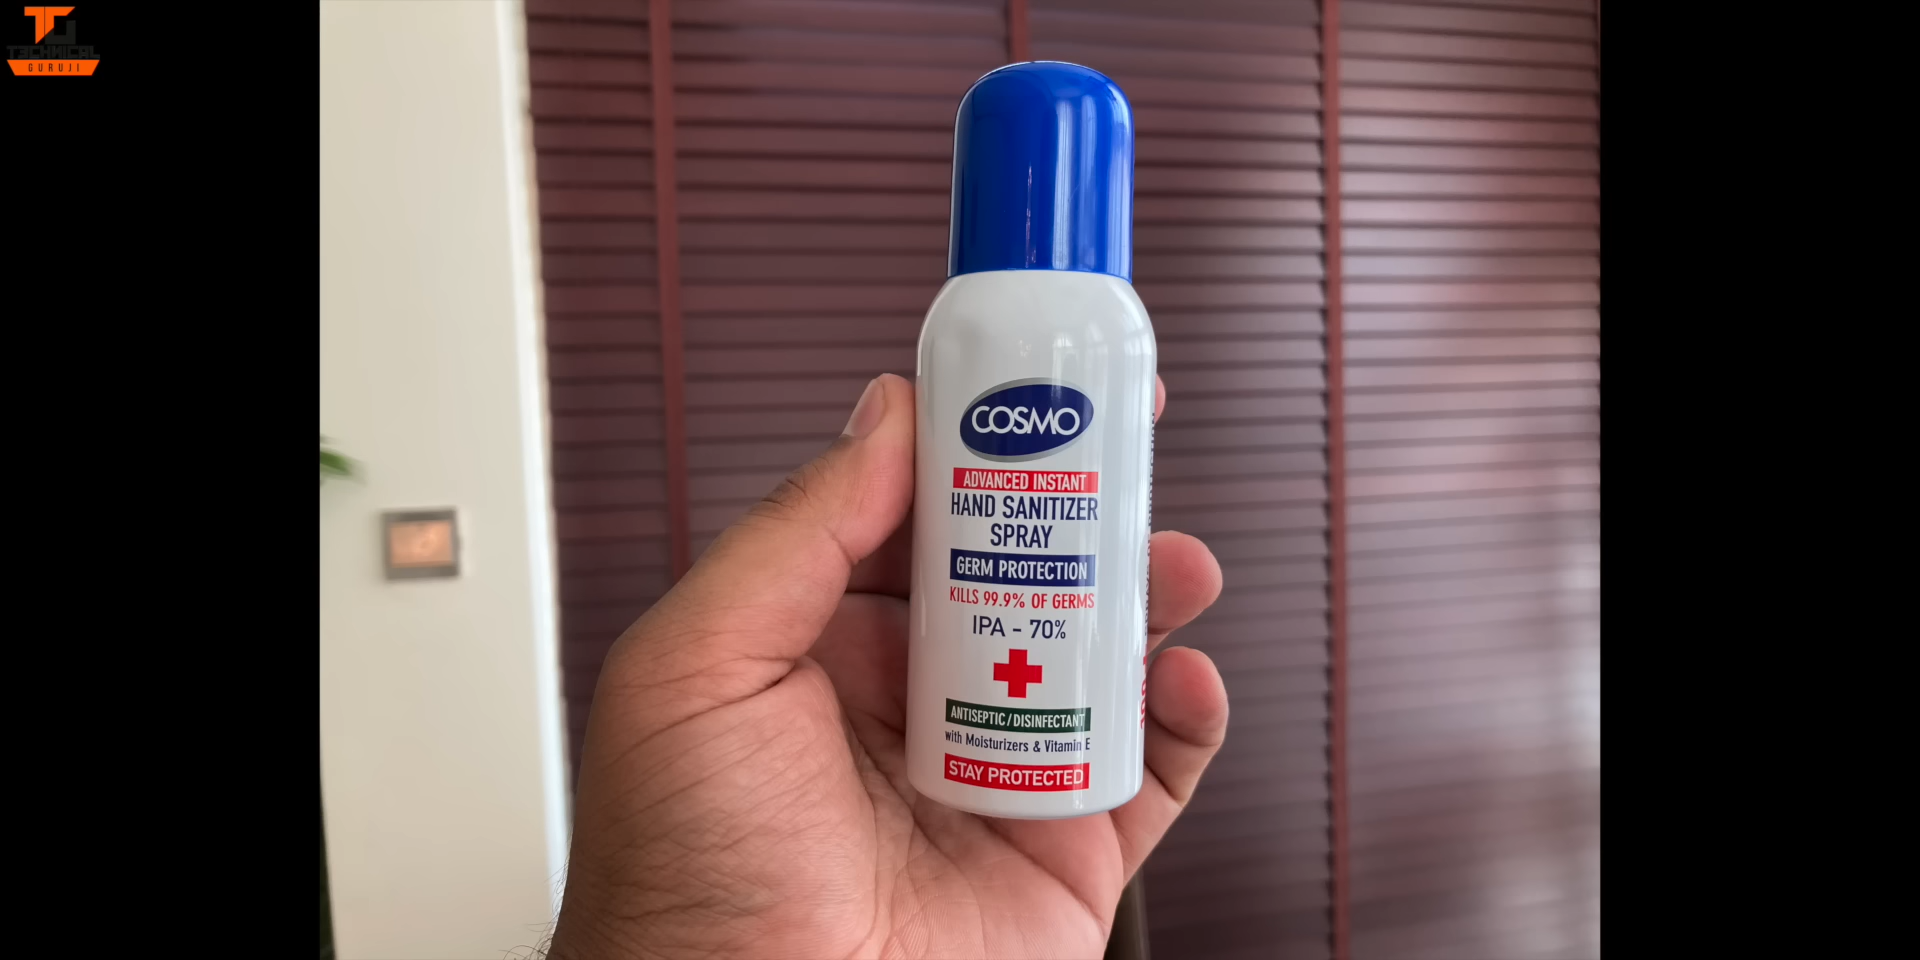 TECHNICAL
GURUJI
COSMO
ADVANCED INSTANT
HAND SANITIZER
SPRAY
GERM PROTECTION
KILLS 99.9% OF GERMS
IPA - 70%
ANTISEPTIC/DISINFECTANT
with Moisturizers & Vitamin E
STAY PROTECTED